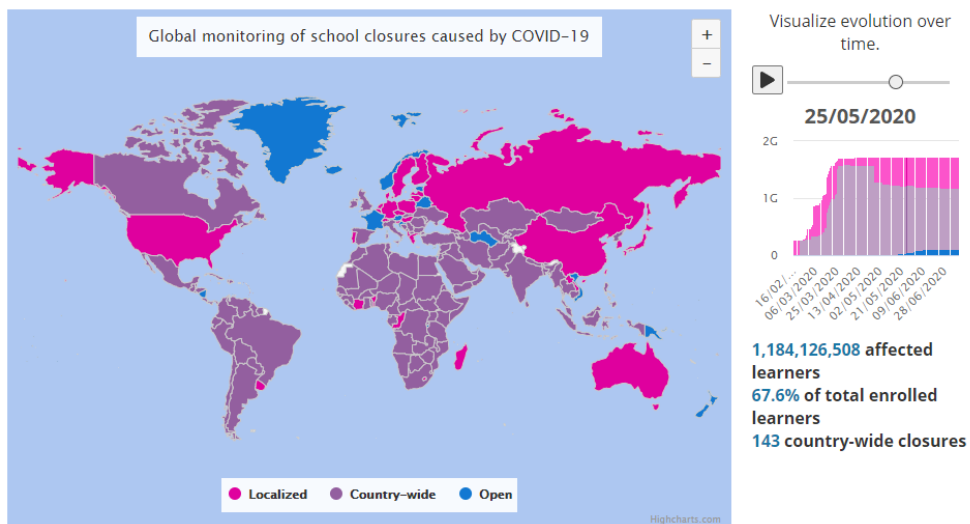 Global monitoring of school closures caused by COVID-19
+
−
Localized
Country-wide
Open
Highcharts.com
Visualize evolution over
time.
25/05/2020
2G
1G
0
16/02/...
06/03/2020
25/03/2020
13/04/2020
02/05/2020
21/05/2020
09/06/2020
28/06/2020
1,184,126,508 affected
learners
67.6% of total enrolled
learners
143 country-wide closures